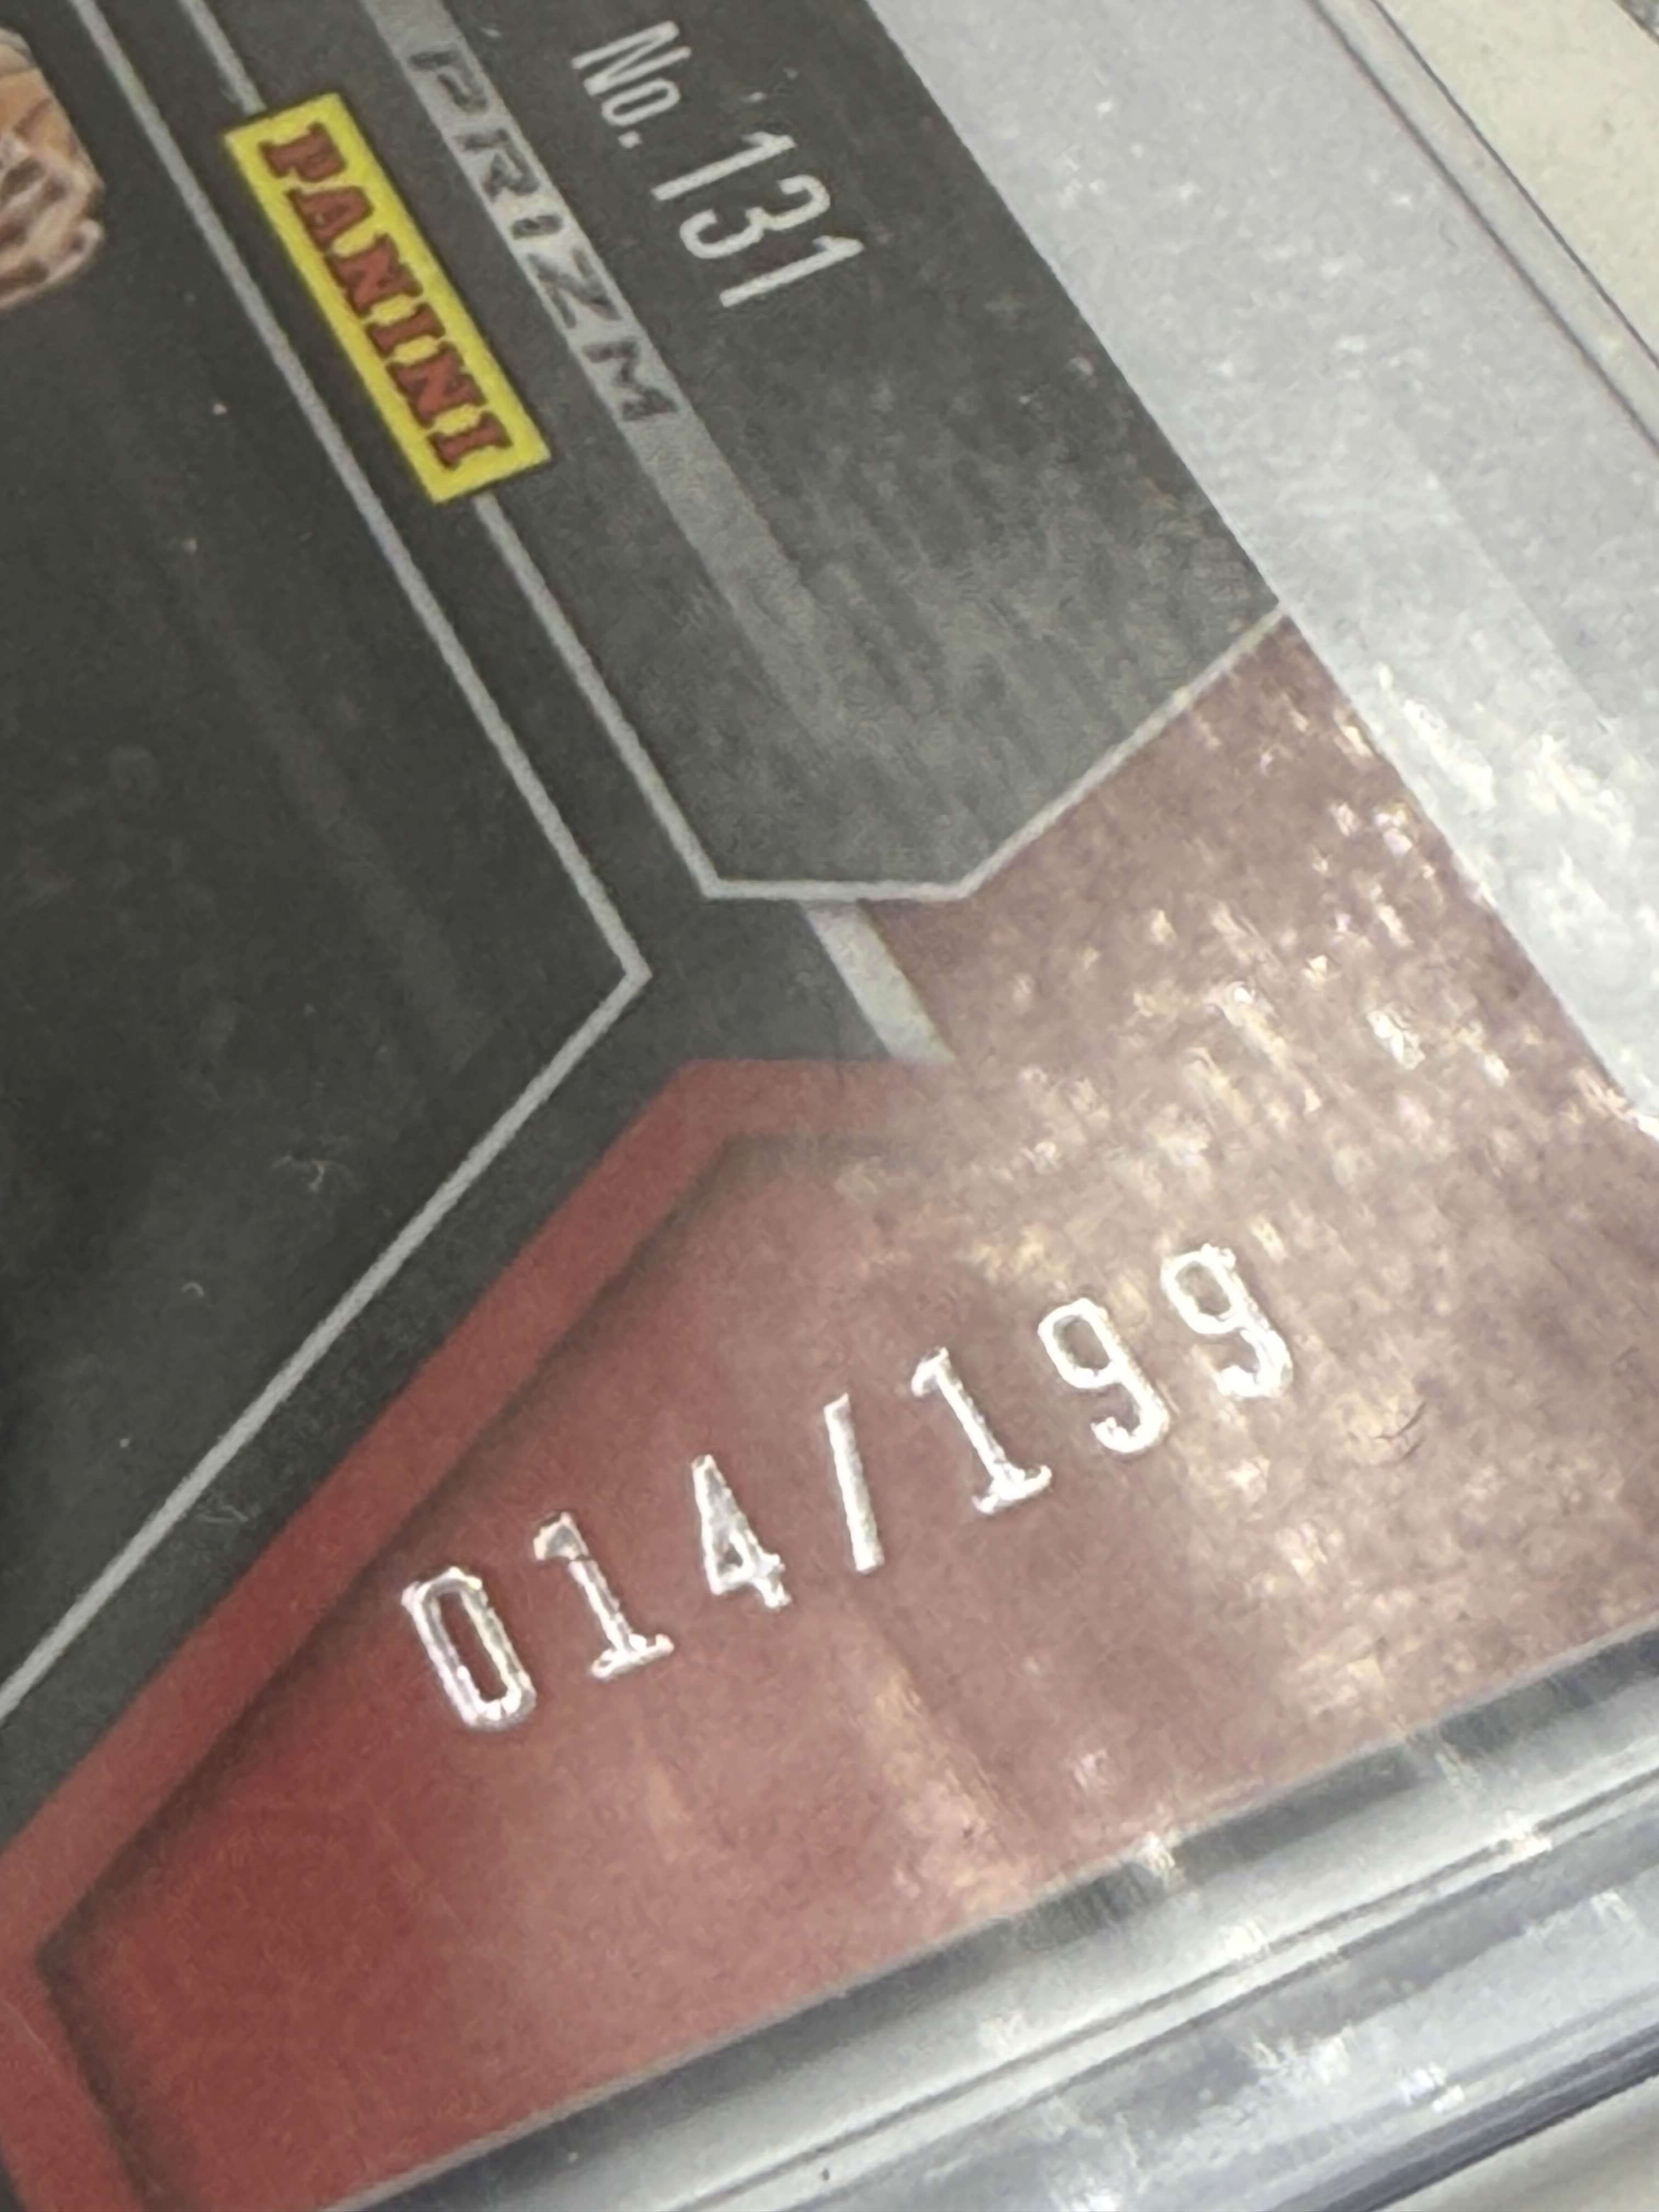 No. 131
PRIZM
PANINI
014/199